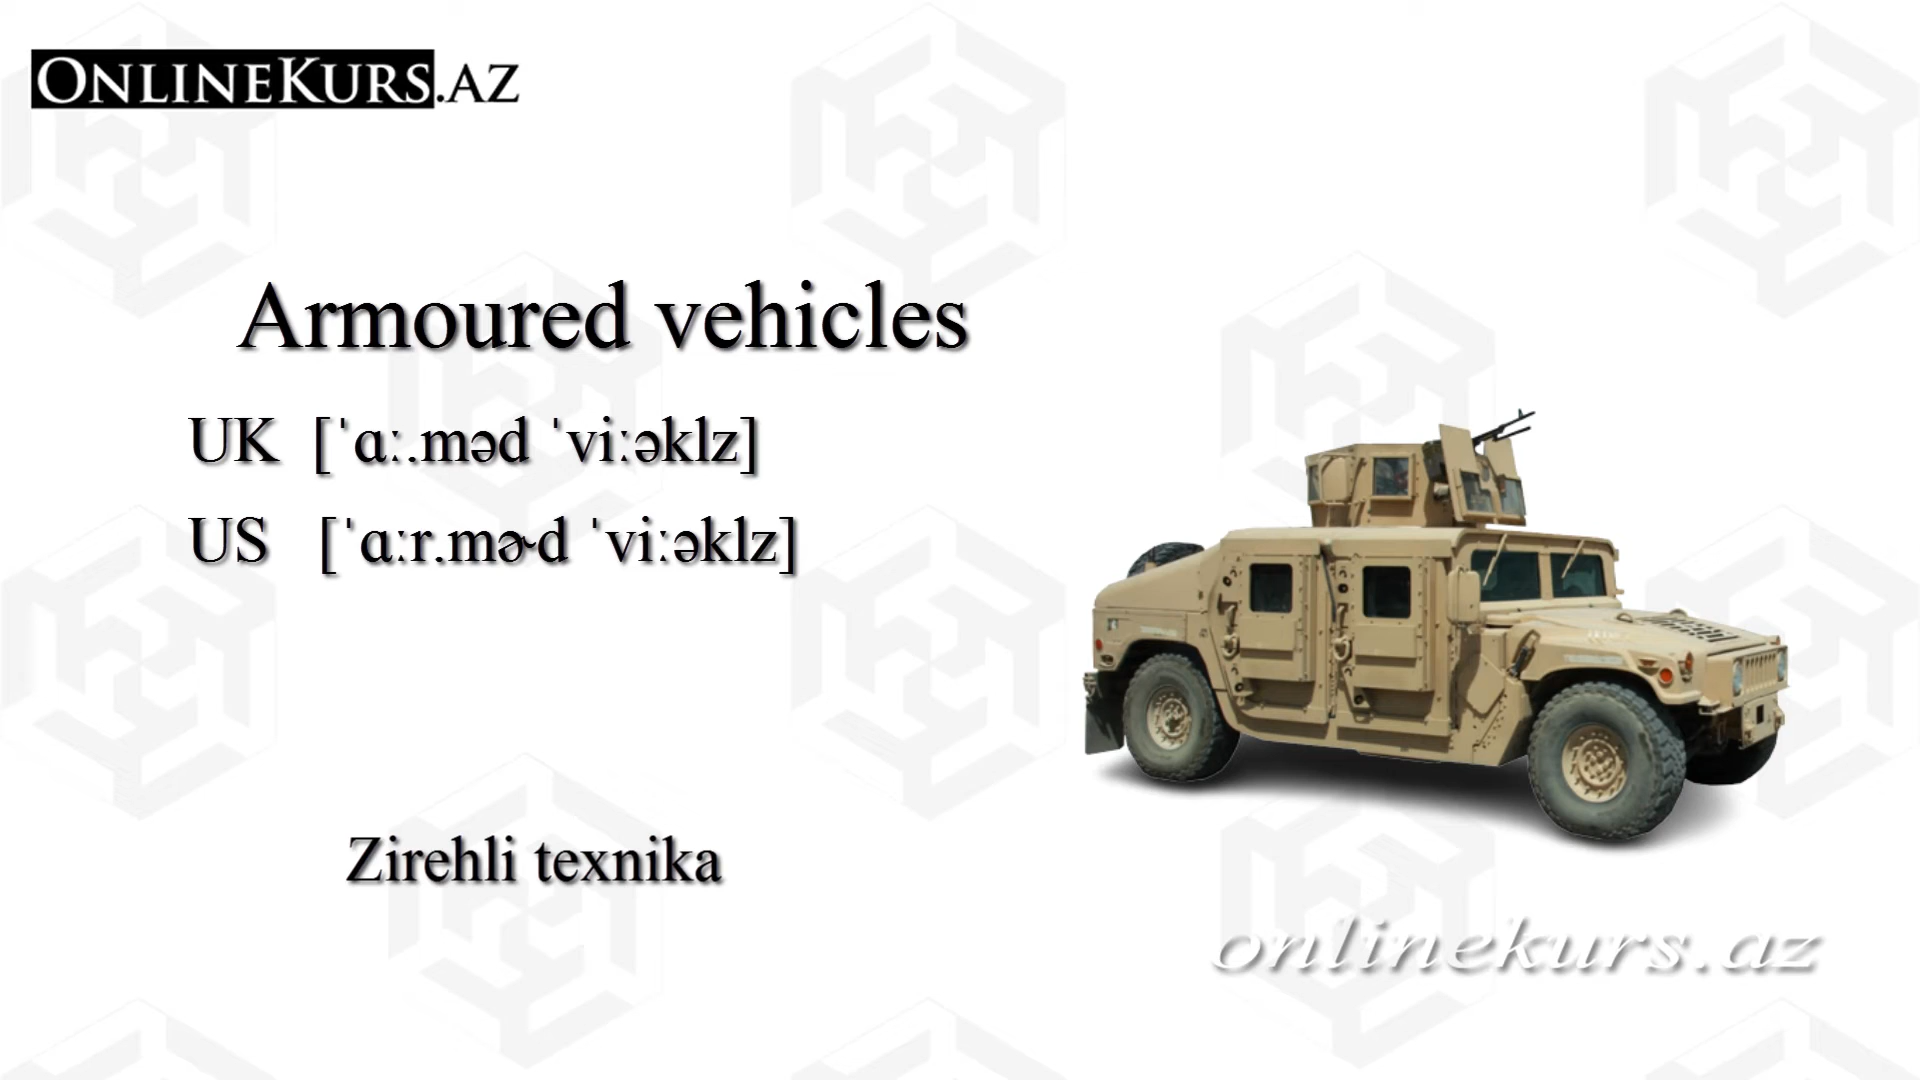 ONLINEKURS.AZ
Armoured vehicles
UK [ˈɑː.məd ˈviːəklz]
US [ˈɑːr.mɚd ˈviːəklz]
Zirehli texnika
onlinekurs.az